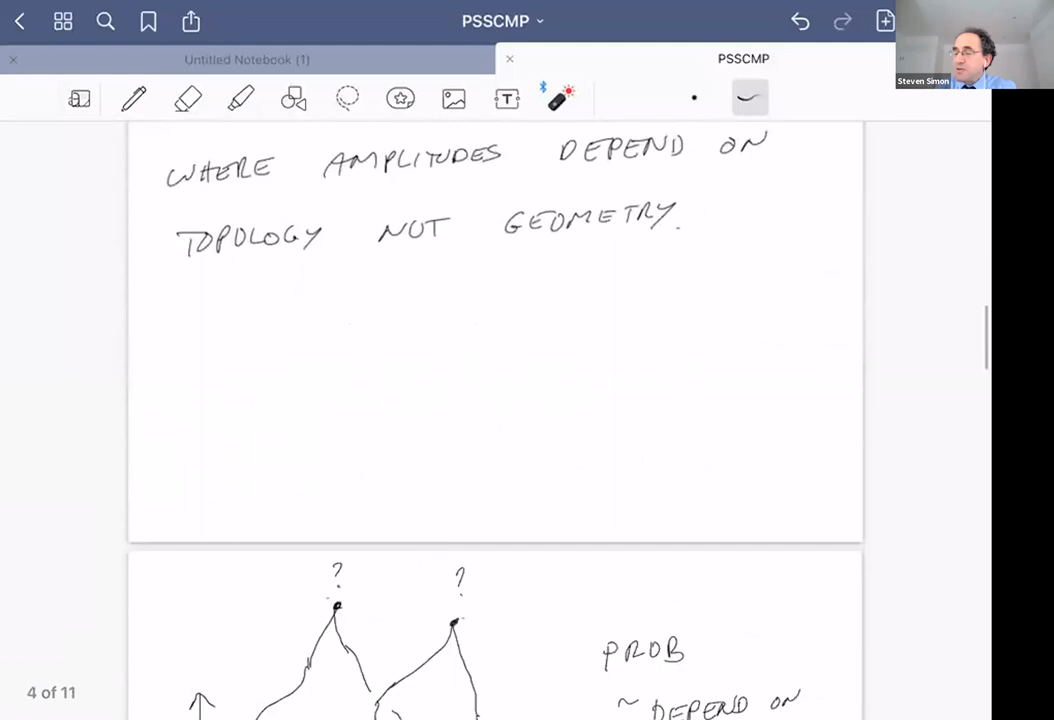 PSSCMP
Untitled Notebook (1)
PSSCMP
Steven Simon
WHERE AMPLITUDES DEPEND ON
TOPOLOGY NOT GEOMETRY.
? ?
PROB
~ DEPEND ON
4 of 11